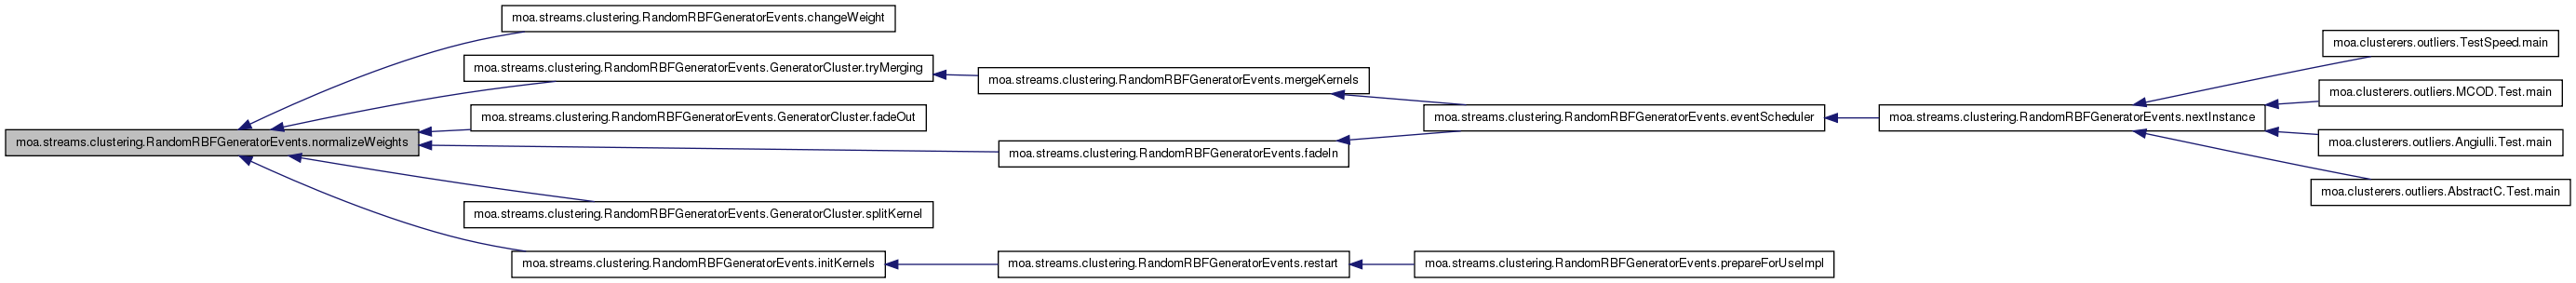 moa.streams.clustering.RandomRBFGeneratorEvents.changeWeight
moa.streams.clustering.RandomRBFGeneratorEvents.GeneratorCluster.tryMerging
moa.streams.clustering.RandomRBFGeneratorEvents.mergeKernels
moa.streams.clustering.RandomRBFGeneratorEvents.GeneratorCluster.fadeOut
moa.streams.clustering.RandomRBFGeneratorEvents.normalizeWeights
moa.streams.clustering.RandomRBFGeneratorEvents.fadeIn
moa.streams.clustering.RandomRBFGeneratorEvents.eventScheduler
moa.streams.clustering.RandomRBFGeneratorEvents.nextInstance
moa.clusterers.outliers.TestSpeed.main
moa.clusterers.outliers.MCOD.Test.main
moa.clusterers.outliers.Angiulli.Test.main
moa.clusterers.outliers.AbstractC.Test.main
moa.streams.clustering.RandomRBFGeneratorEvents.GeneratorCluster.splitKernel
moa.streams.clustering.RandomRBFGeneratorEvents.initKernels
moa.streams.clustering.RandomRBFGeneratorEvents.restart
moa.streams.clustering.RandomRBFGeneratorEvents.prepareForUseImpl